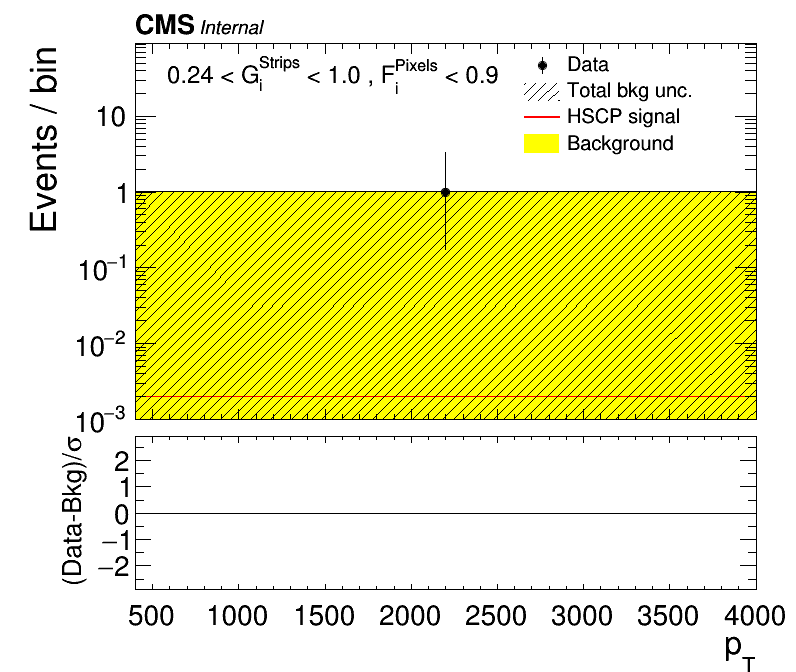 CMS Internal
Events / bin
0.24 < G_i^Strips < 1.0 , F_i^Pixels < 0.9
Data
Total bkg unc.
HSCP signal
Background
10
1
10^−1
10^−2
10^−3
(Data-Bkg)/σ
2
1
0
−1
−2
500 1000 1500 2000 2500 3000 3500 4000
p_T